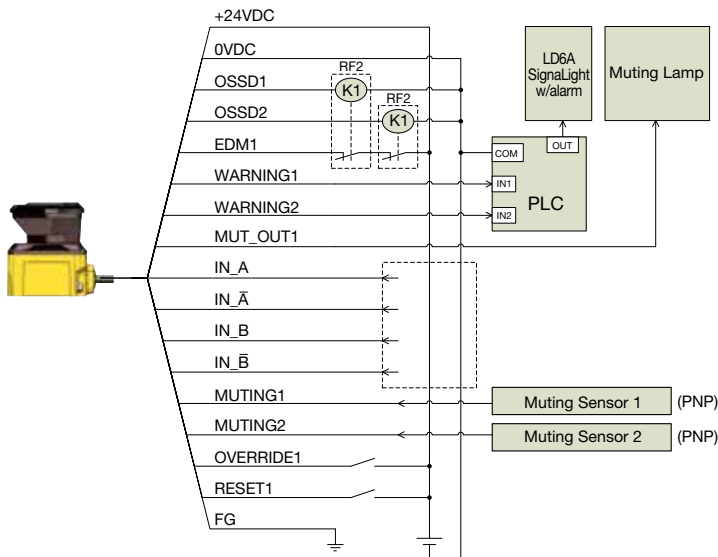 +24VDC
0VDC
OSSD1
OSSD2
EDM1
WARNING1
WARNING2
MUT_OUT1
IN_A
IN_A̅
IN_B
IN_B̅
MUTING1
MUTING2
OVERRIDE1
RESET1
FG
RF2
K1
RF2
K1
LD6A
SignaLight
w/alarm
Muting Lamp
COM
OUT
IN1
IN2
PLC
Muting Sensor 1 (PNP)
Muting Sensor 2 (PNP)